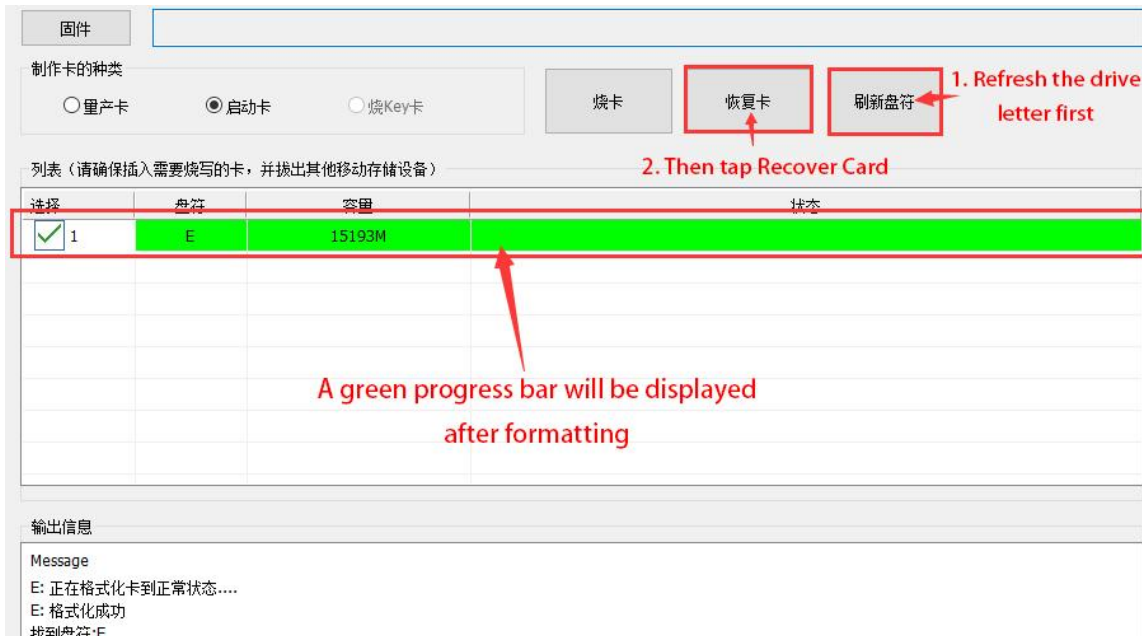 固件
制作卡的种类
量产卡
启动卡
烧Key卡
烧卡
恢复卡
刷新盘符
1. Refresh the drive
letter first
2. Then tap Recover Card
列表（请确保插入需要烧写的卡，并拔出其他移动存储设备）
选择 盘符 容量 状态
1 E 15193M
A green progress bar will be displayed
after formatting
输出信息
Message
E: 正在格式化卡到正常状态....
E: 格式化成功
找到盘符:E